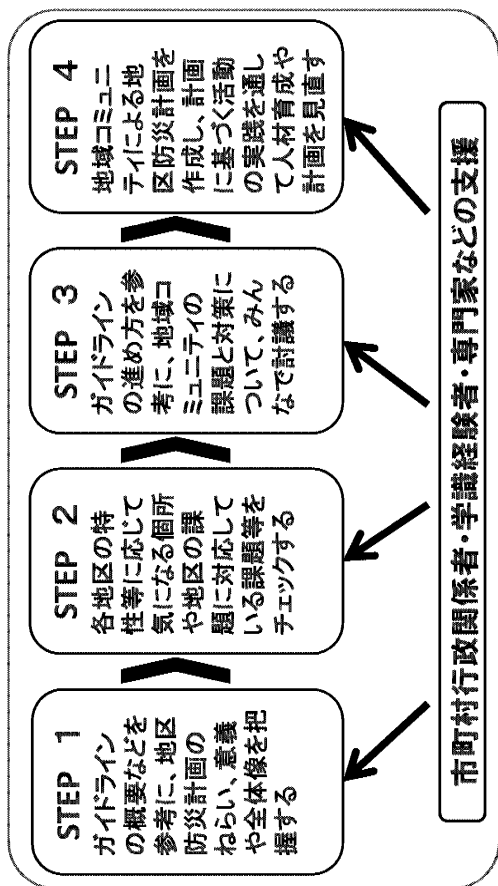 STEP 1
ガイドライン
の概要などを
参考に、地区
防災計画の
ねらい、意義
や全体像を把
握する
STEP 2
各地区の特
性等に応じて
気になる個所
や地区の課
題に対応して
いる課題等を
チェックする
STEP 3
ガイドライン
の進め方を参
考に、地域コ
ミュニティの
課題と対策に
ついて、みん
なで討議する
STEP 4
地域コミュニ
ティによる地
区防災計画を
作成し、計画
に基づく活動
の実践を通し
て人材育成や
計画を見直す
市町村行政関係者・学識経験者・専門家などの支援